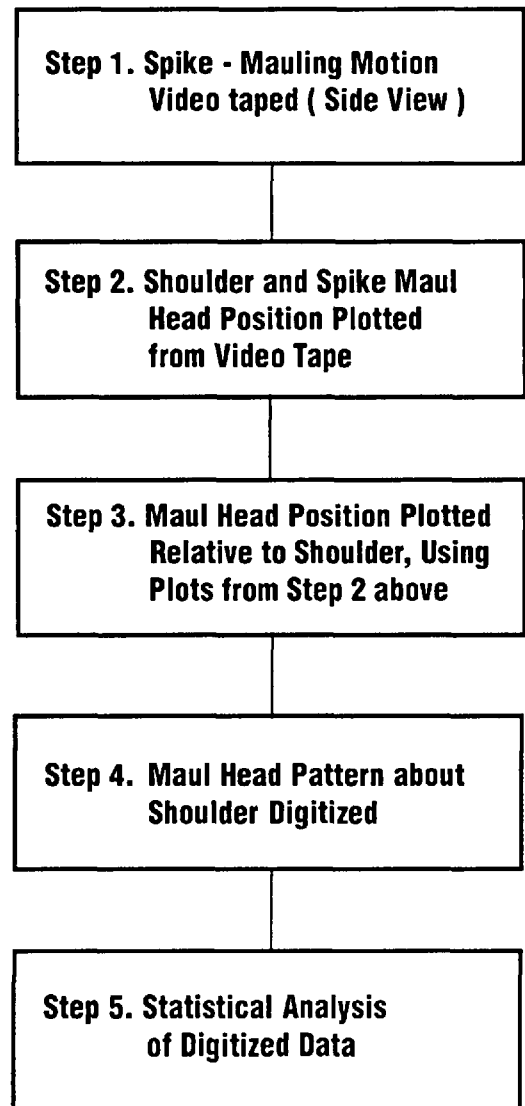 Step 1. Spike - Mauling Motion
Video taped ( Side View )
Step 2. Shoulder and Spike Maul
Head Position Plotted
from Video Tape
Step 3. Maul Head Position Plotted
Relative to Shoulder, Using
Plots from Step 2 above
Step 4. Maul Head Pattern about
Shoulder Digitized
Step 5. Statistical Analysis
of Digitized Data